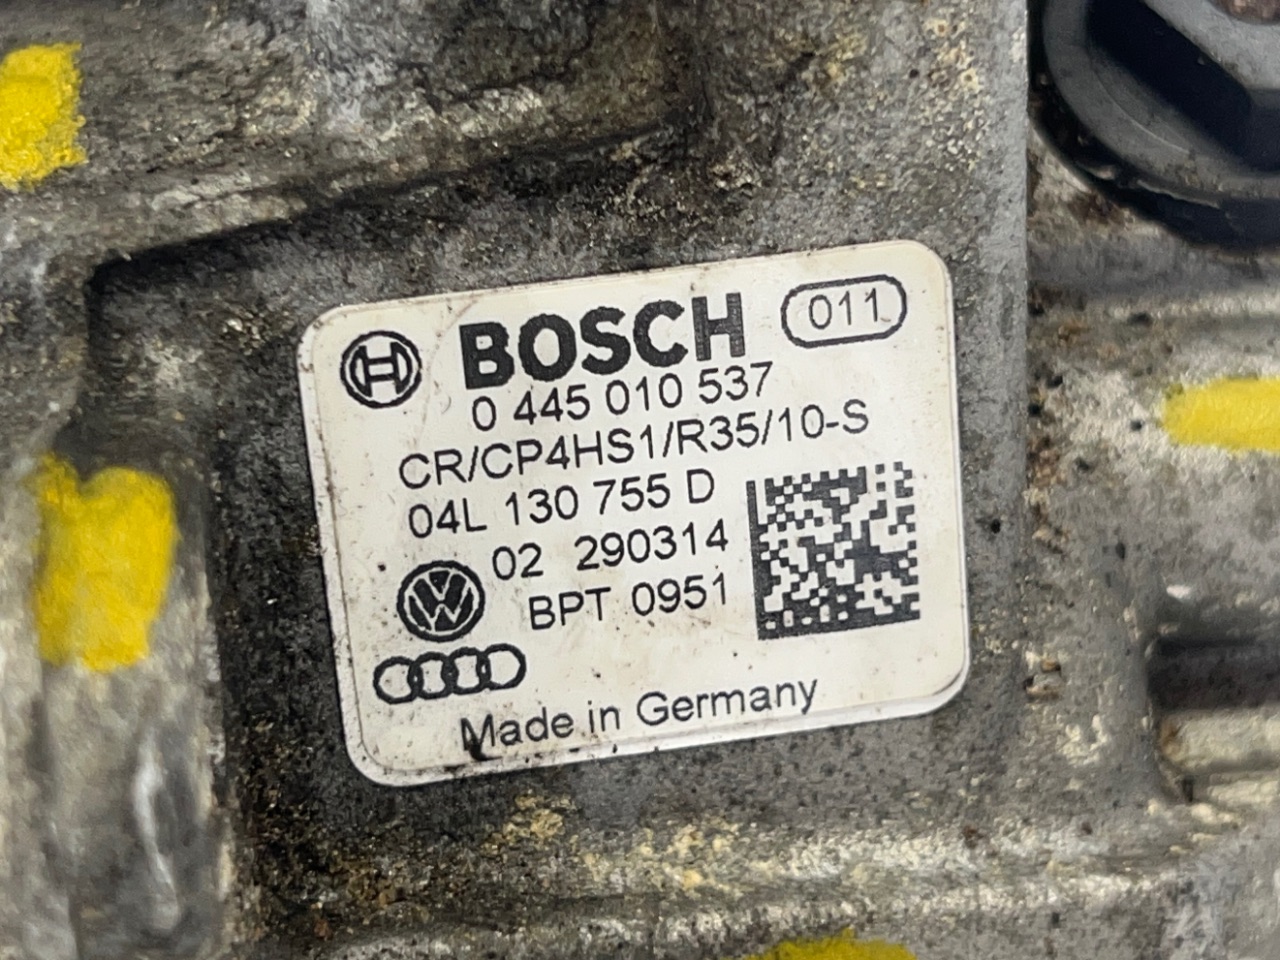 BOSCH 011
0 445 010 537
CR/CP4HS1/R35/10-S
04L 130 755 D
02 290314
BPT 0951
Made in Germany